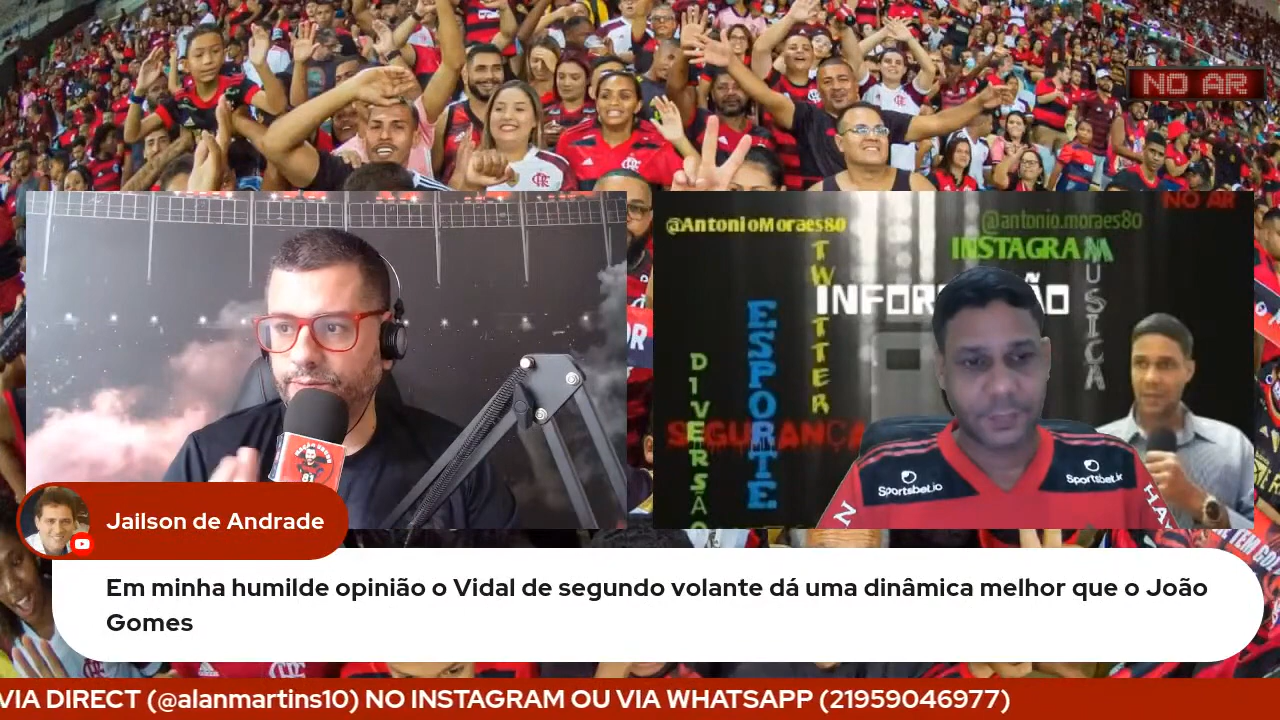 NO AR
NO AR
@AntonioMoraes80
@antonio.moraes80
INSTAGRAM
TWITTER
MUSICA
ESPORTE
DIVERSÃO
SEGURANÇA
Sportsbet.io
Sportsbet.io
81
Jailson de Andrade
Em minha humilde opinião o Vidal de segundo volante dá uma dinâmica melhor que o João
Gomes
VIA DIRECT (@alanmartins10) NO INSTAGRAM OU VIA WHATSAPP (21959046977)